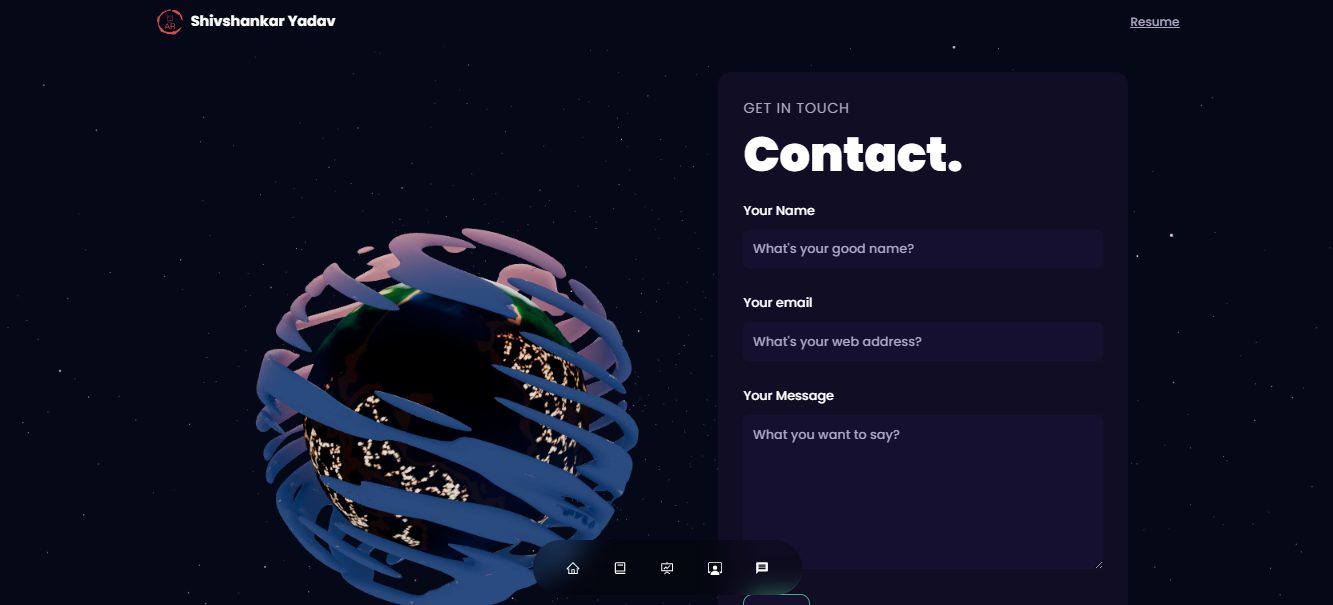 AR
Shivshankar Yadav
Resume
GET IN TOUCH
Contact.
Your Name
What's your good name?
Your email
What's your web address?
Your Message
What you want to say?